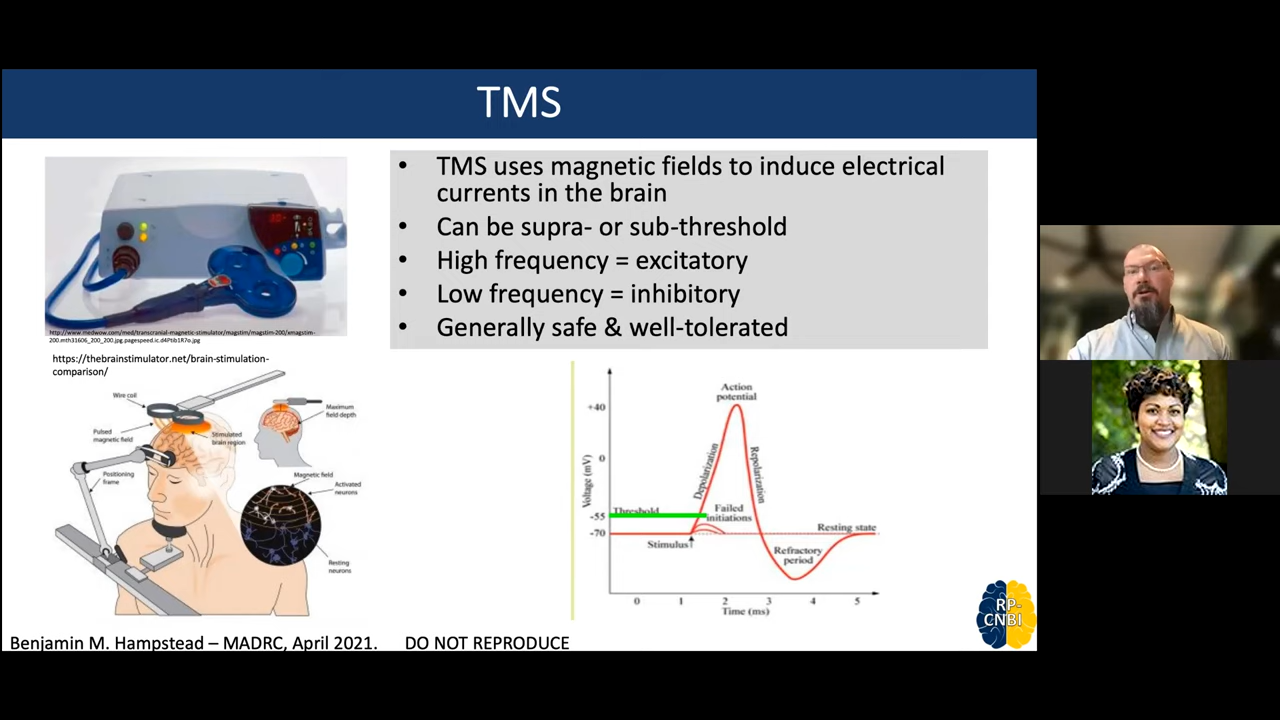 TMS
• TMS uses magnetic fields to induce electrical
currents in the brain
• Can be supra- or sub-threshold
• High frequency = excitatory
• Low frequency = inhibitory
• Generally safe & well-tolerated
http://www.medwow.com/med/transcranial-magnetic-stimulator/magstim/magstim-200/xmagstim-
200.mth31606_200_200.jpg.pagespeed.ic.d4Ptib1R7o.jpg
https://thebrainstimulator.net/brain-stimulation-
comparison/
Wire coil
Maximum
field depth
Pulsed
magnetic field
Stimulated
brain region
Positioning
frame
Magnetic field
Activated
neurons
Resting
neurons
Action
potential
+40
0
-55
-70
Voltage (mV)
Depolarization
Repolarization
Threshold
Failed
initiations
Stimulus
Resting state
Refractory
period
0 1 2 3 4 5
Time (ms)
RP-
CNBI
Benjamin M. Hampstead – MADRC, April 2021. DO NOT REPRODUCE